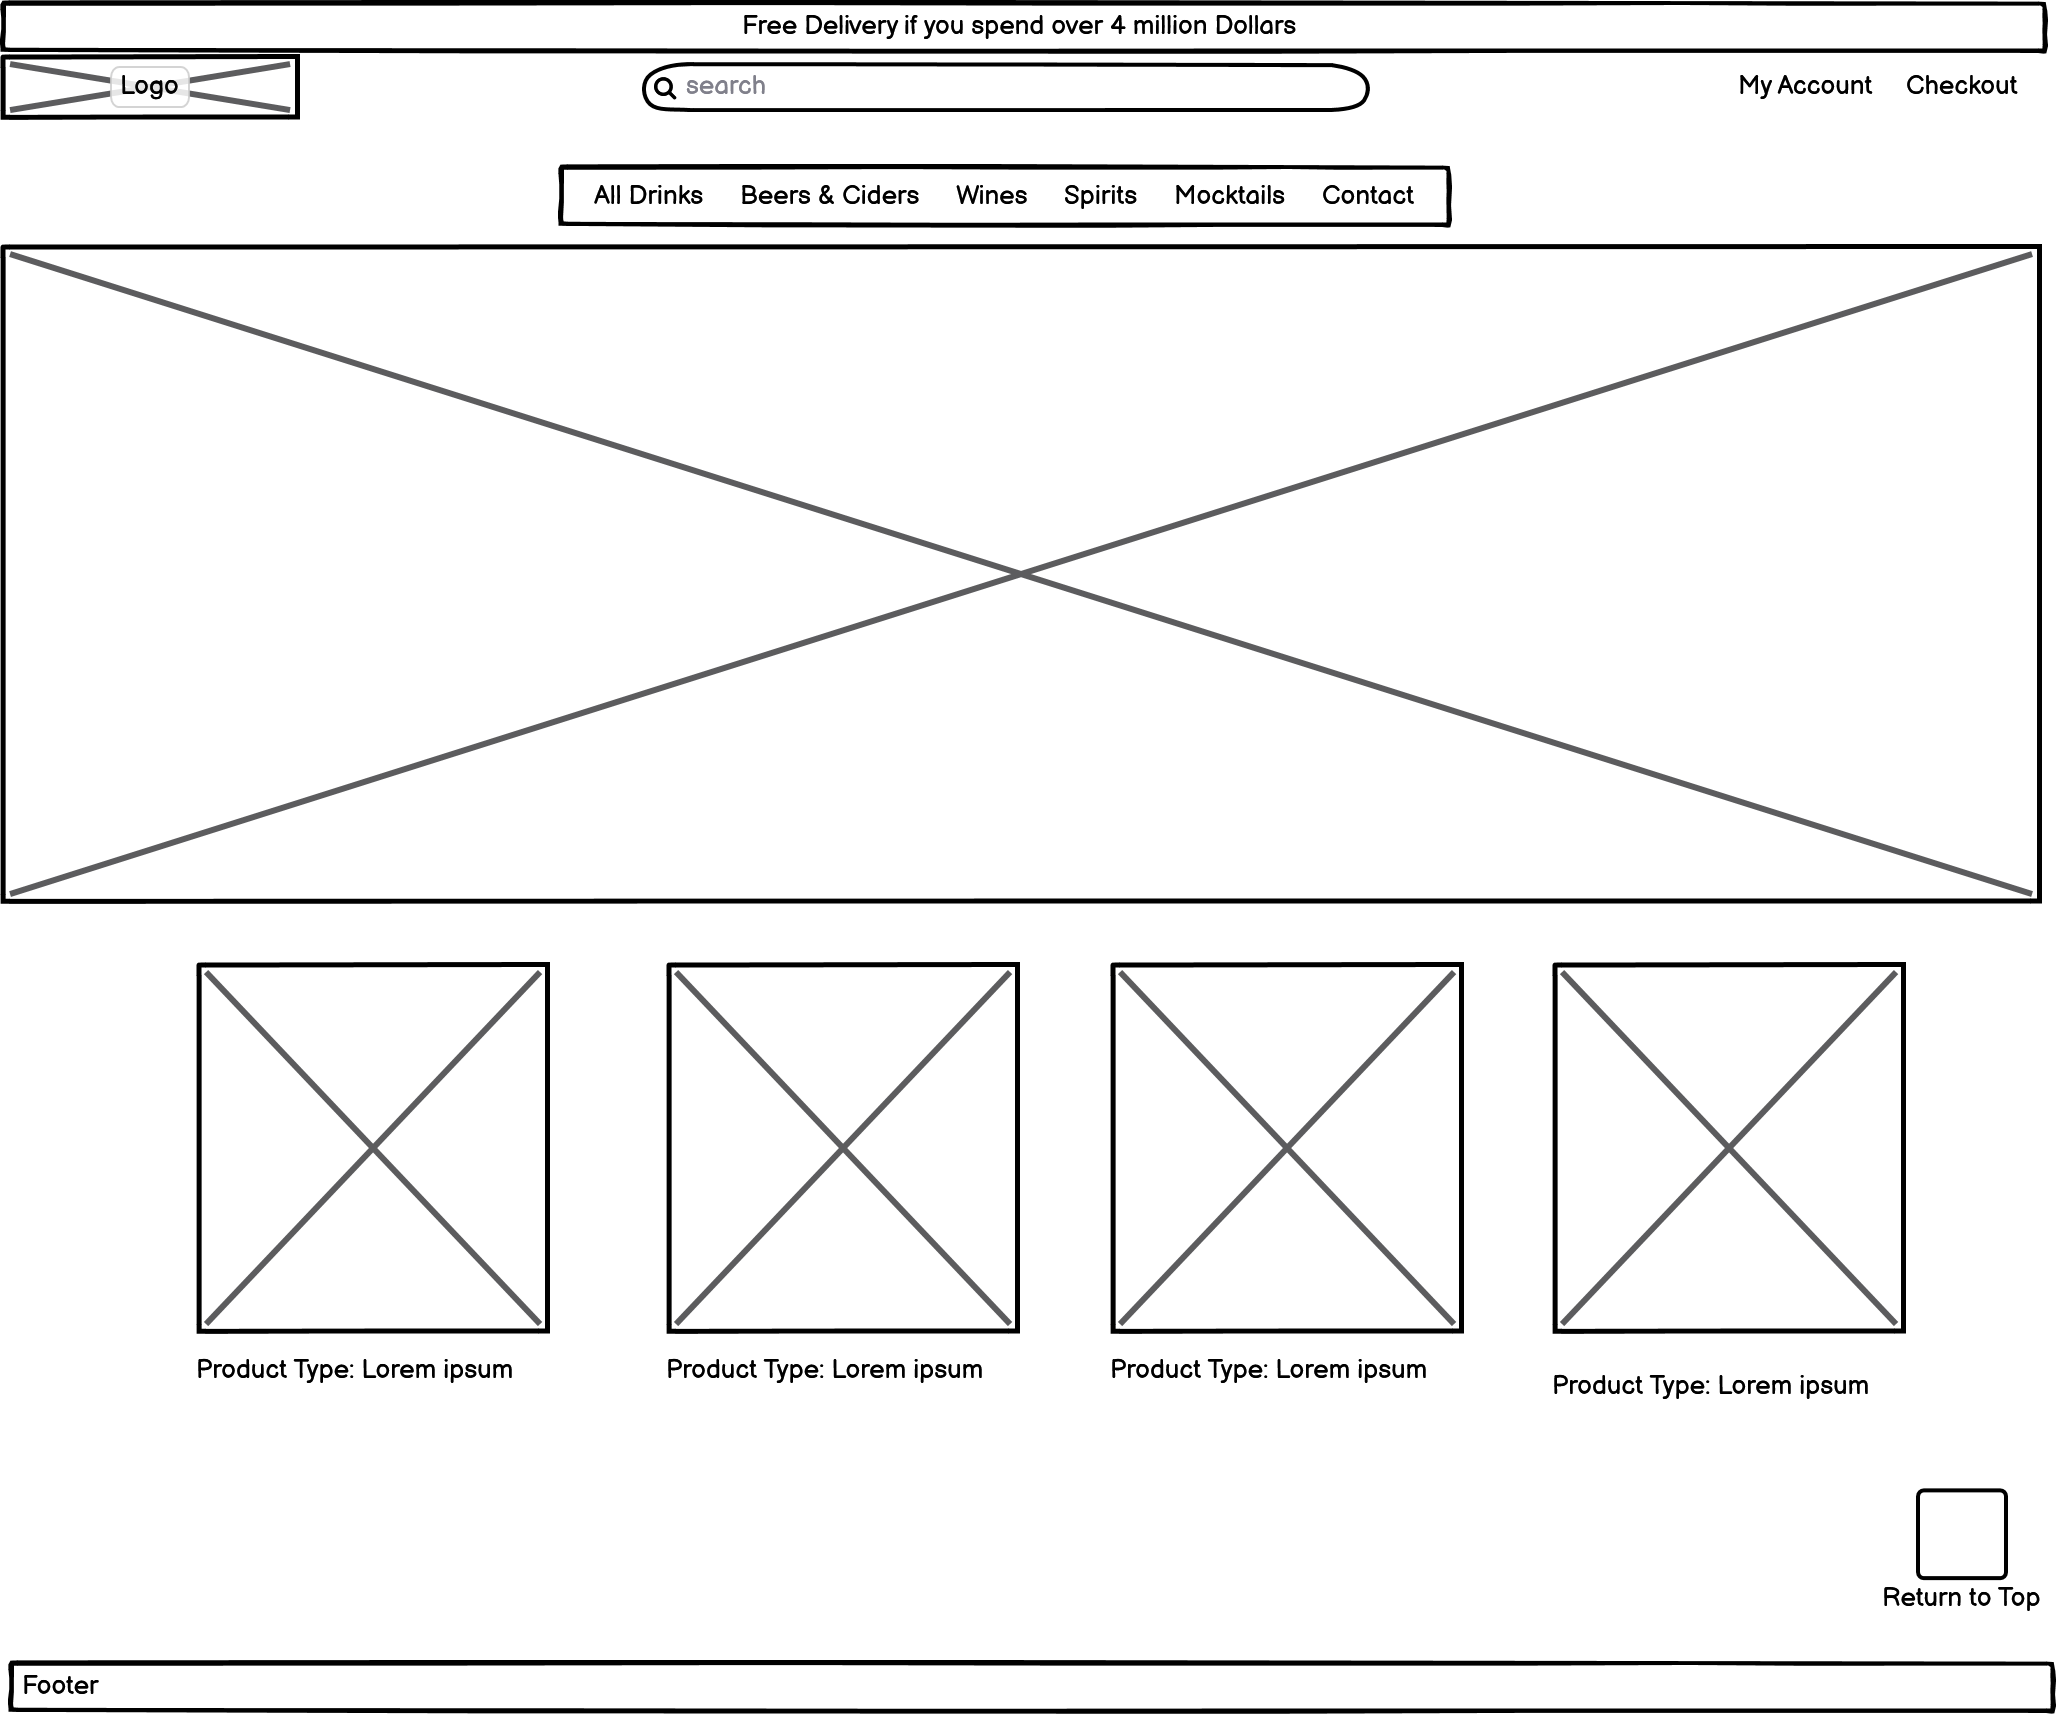 Free Delivery if you spend over 4 million Dollars
Logo
search
My Account Checkout
All Drinks Beers & Ciders Wines Spirits Mocktails Contact
Product Type: Lorem ipsum
Product Type: Lorem ipsum
Product Type: Lorem ipsum
Product Type: Lorem ipsum
Return to Top
Footer